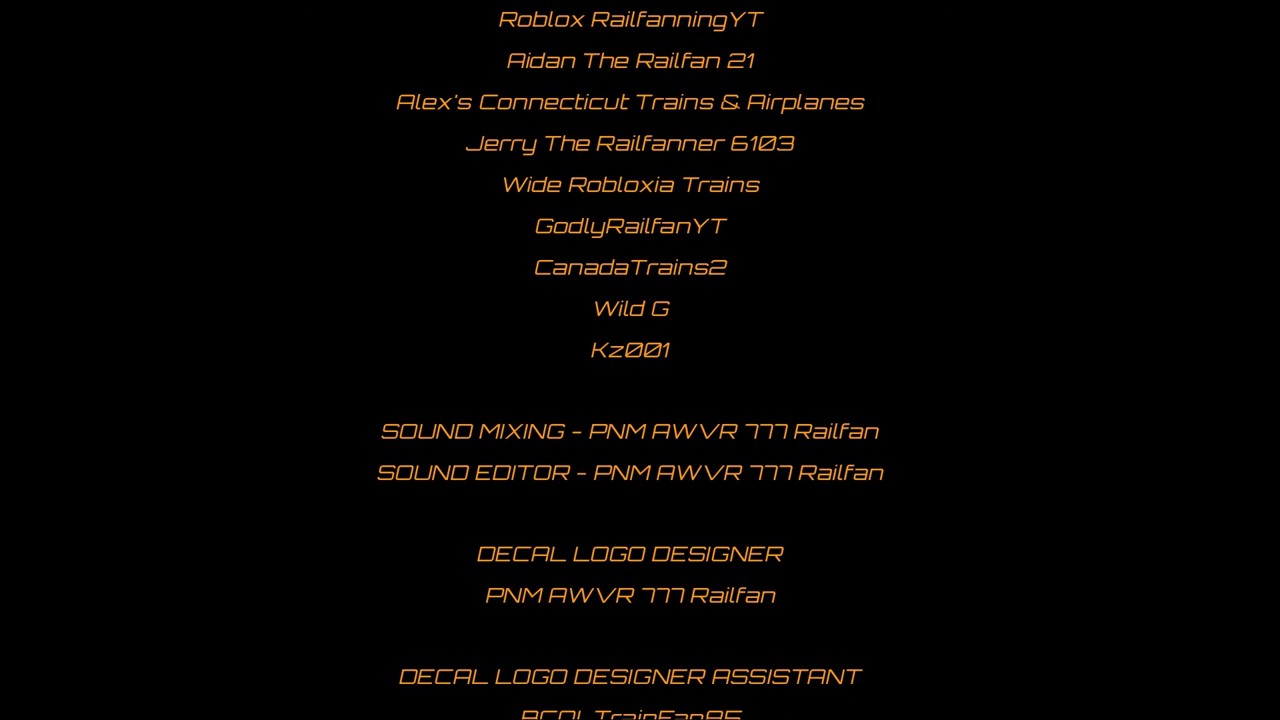 Roblox RailfanningYT
Aidan The Railfan 21
Alex's Connecticut Trains & Airplanes
Jerry The Railfanner 6103
Wide Robloxia Trains
GodlyRailfanYT
CanadaTrains2
Wild G
Kz001
SOUND MIXING - PNM AWVR 777 Railfan
SOUND EDITOR - PNM AWVR 777 Railfan
DECAL LOGO DESIGNER
PNM AWVR 777 Railfan
DECAL LOGO DESIGNER ASSISTANT